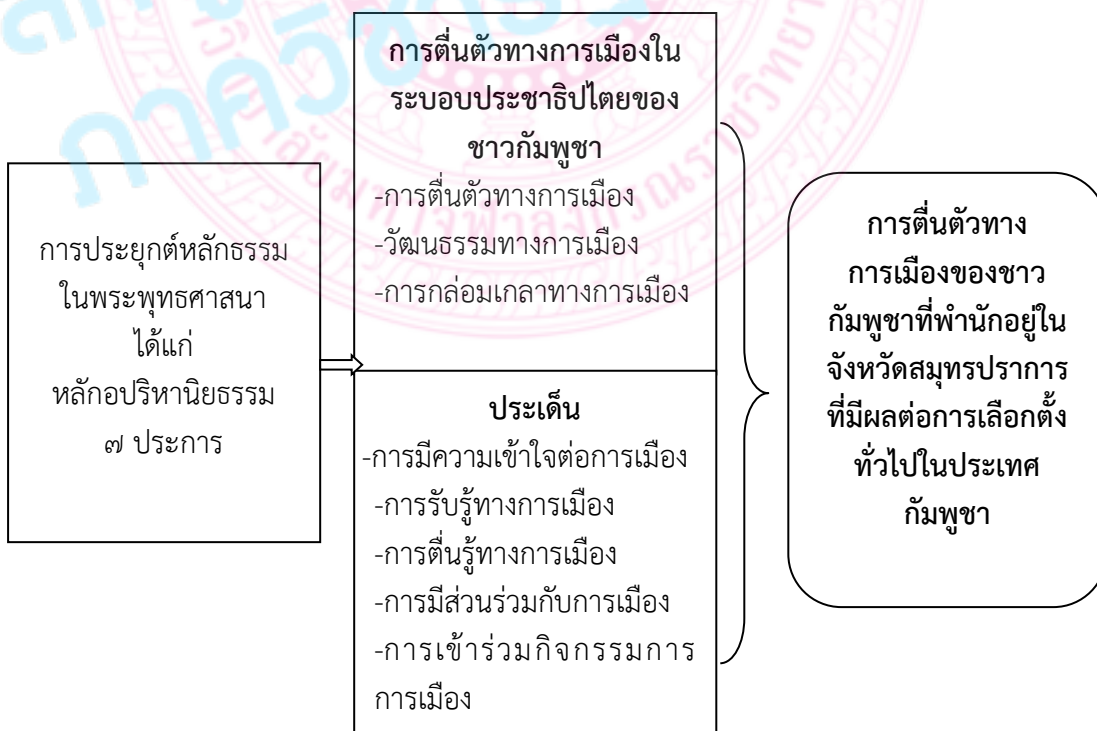 การประยุกต์หลักธรรม
ในพระพุทธศาสนา
ได้แก่
หลักอปริหานิยธรรม
๗ ประการ
การตื่นตัวทางการเมืองใน
ระบอบประชาธิปไตยของ
ชาวกัมพูชา
-การตื่นตัวทางการเมือง
-วัฒนธรรมทางการเมือง
-การกล่อมเกลาทางการเมือง
ประเด็น
-การมีความเข้าใจต่อการเมือง
-การรับรู้ทางการเมือง
-การตื่นรู้ทางการเมือง
-การมีส่วนร่วมกับการเมือง
-การเข้าร่วมกิจกรรมการ
การเมือง
การตื่นตัวทาง
การเมืองของชาว
กัมพูชาที่พำนักอยู่ใน
จังหวัดสมุทรปราการ
ที่มีผลต่อการเลือกตั้ง
ทั่วไปในประเทศ
กัมพูชา